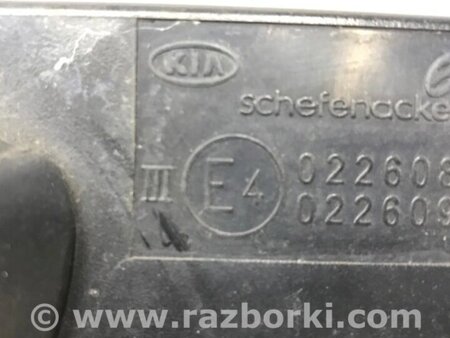 KIA
schefenacke
III E4 022608
022609
www.razborki.com